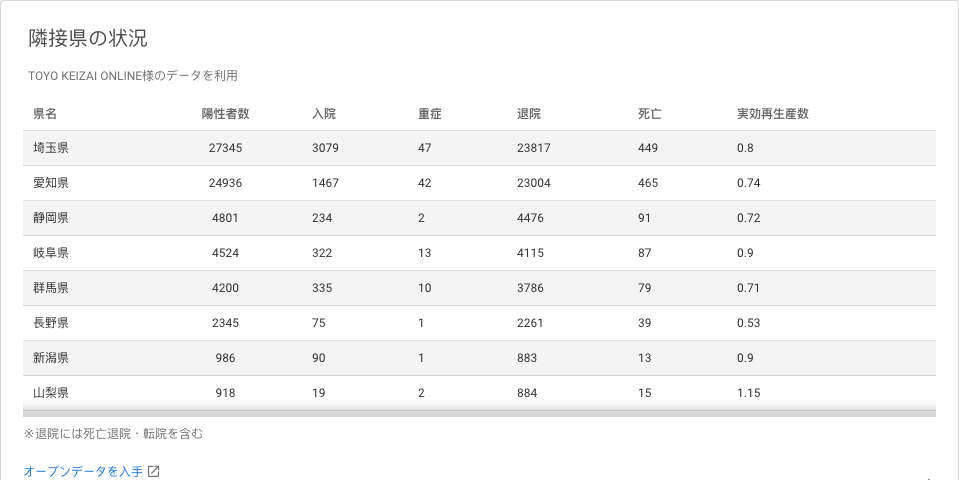 隣接県の状況
TOYO KEIZAI ONLINE様のデータを利用
県名 陽性者数 入院 重症 退院 死亡 実効再生産数
埼玉県 27345 3079 47 23817 449 0.8
愛知県 24936 1467 42 23004 465 0.74
静岡県 4801 234 2 4476 91 0.72
岐阜県 4524 322 13 4115 87 0.9
群馬県 4200 335 10 3786 79 0.71
長野県 2345 75 1 2261 39 0.53
新潟県 986 90 1 883 13 0.9
山梨県 918 19 2 884 15 1.15
※退院には死亡退院・転院を含む
オープンデータを入手